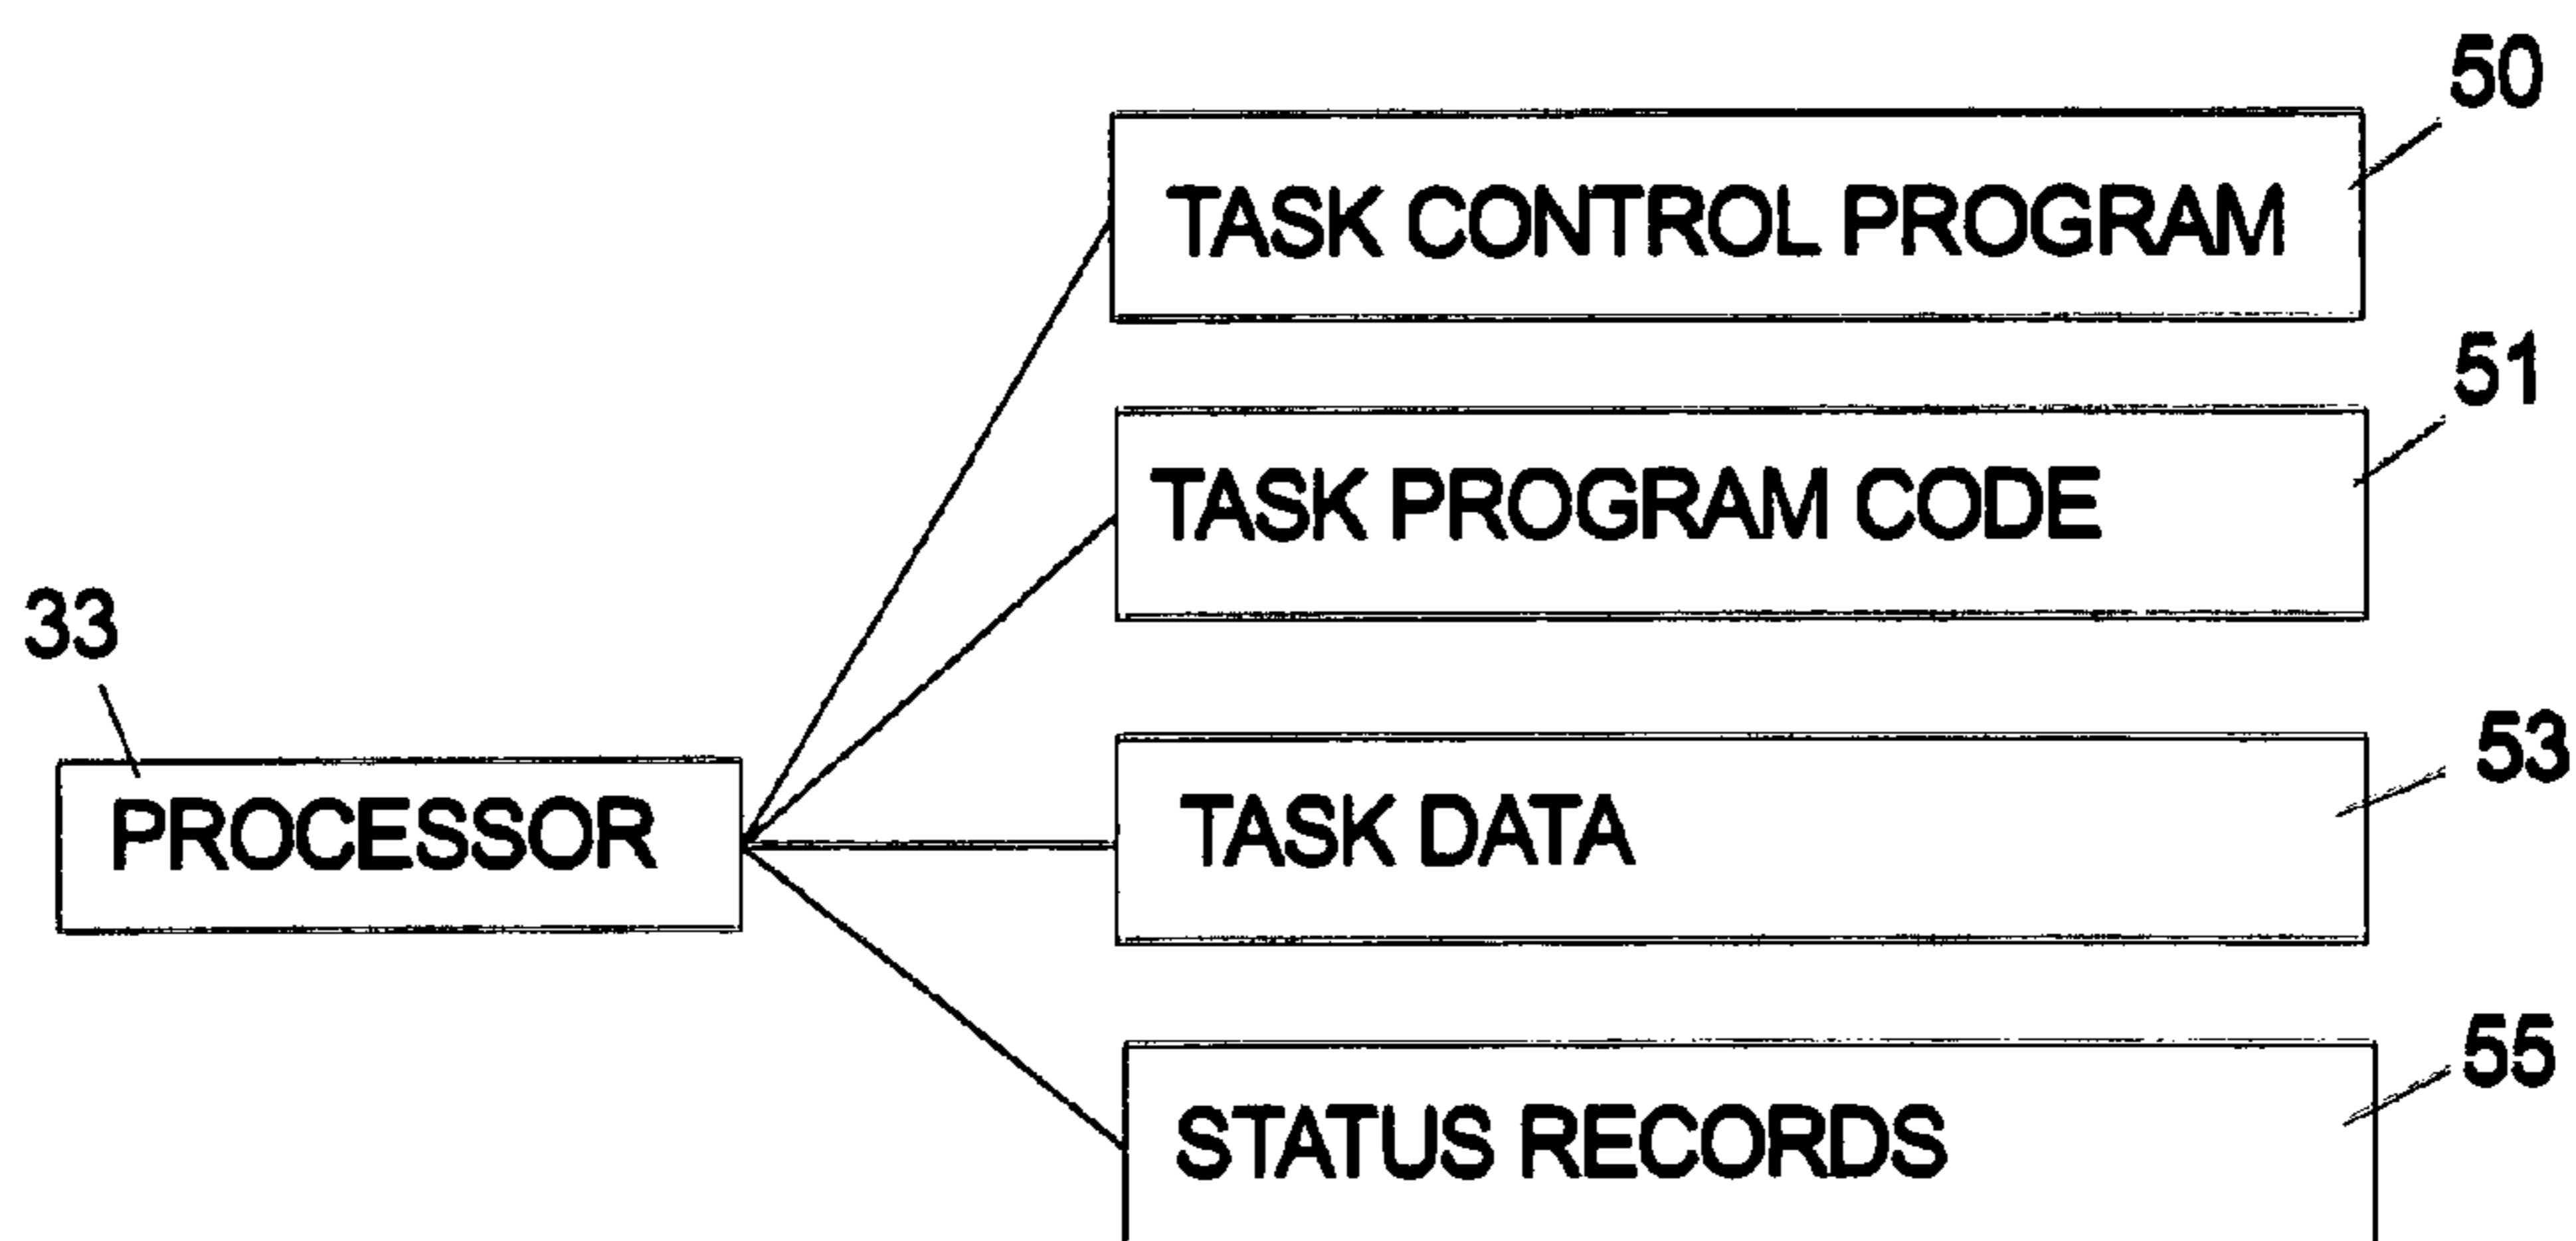 50
TASK CONTROL PROGRAM
51
TASK PROGRAM CODE
33
PROCESSOR
53
TASK DATA
55
STATUS RECORDS